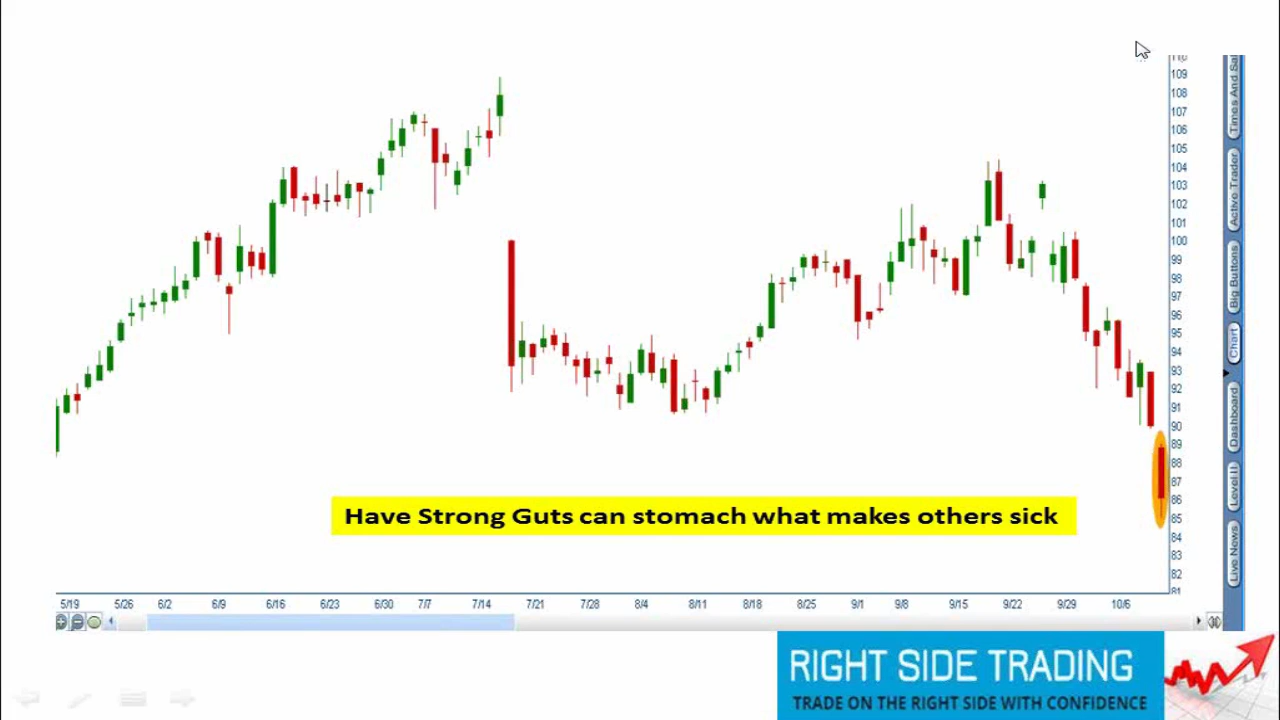 109
108
107
106
105
104
103
102
101
100
99
98
97
96
95
94
93
92
91
90
89
88
87
86
85
84
83
82
81
Times And Sal
Active Trader
Big Buttons
Chart
Dashboard
Level II
Live News
Have Strong Guts can stomach what makes others sick
5/19 5/26 6/2 6/9 6/16 6/23 6/30 7/7 7/14 7/21 7/28 8/4 8/11 8/18 8/25 9/1 9/8 9/15 9/22 9/29 10/6
RIGHT SIDE TRADING
TRADE ON THE RIGHT SIDE WITH CONFIDENCE